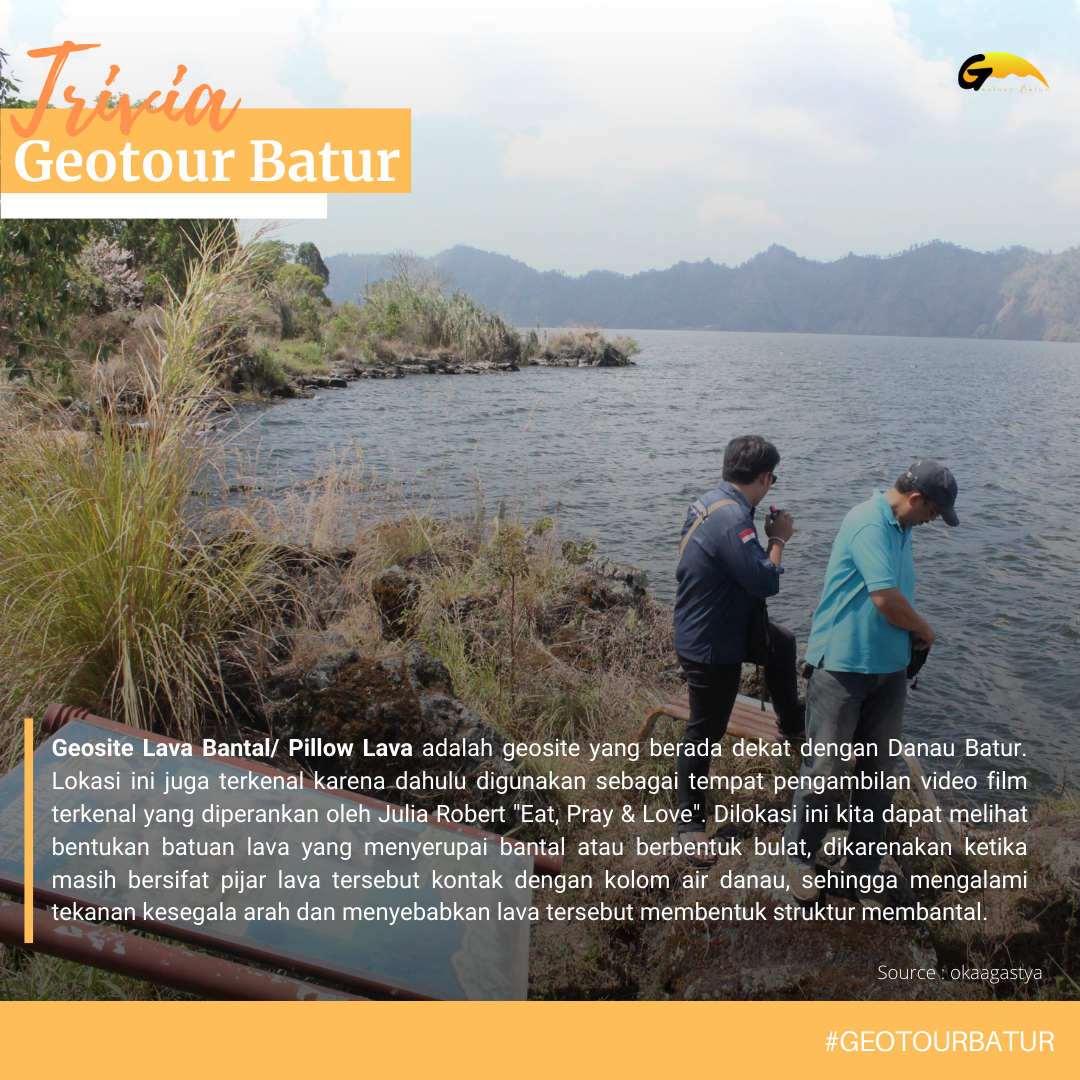 Trivia
Geotour Batur
Geosite Lava Bantal/ Pillow Lava adalah geosite yang berada dekat dengan Danau Batur.
Lokasi ini juga terkenal karena dahulu digunakan sebagai tempat pengambilan video film
terkenal yang diperankan oleh Julia Robert "Eat, Pray & Love". Dilokasi ini kita dapat melihat
bentukan batuan lava yang menyerupai bantal atau berbentuk bulat, dikarenakan ketika
masih bersifat pijar lava tersebut kontak dengan kolom air danau, sehingga mengalami
tekanan kesegala arah dan menyebabkan lava tersebut membentuk struktur membantal.
Source : okaagastya
#GEOTOURBATUR